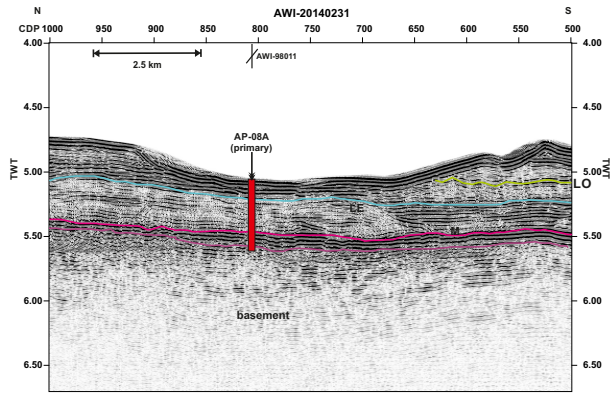 N AWI-20140231 S
CDP 1000 950 900 850 800 750 700 650 600 550 500
4.00 4.00
2.5 km
AWI-98011
4.50 4.50
AP-08A
(primary)
TWT TWT
5.00 5.00
LO
LE
M
5.50 5.50
6.00 6.00
basement
6.50 6.50